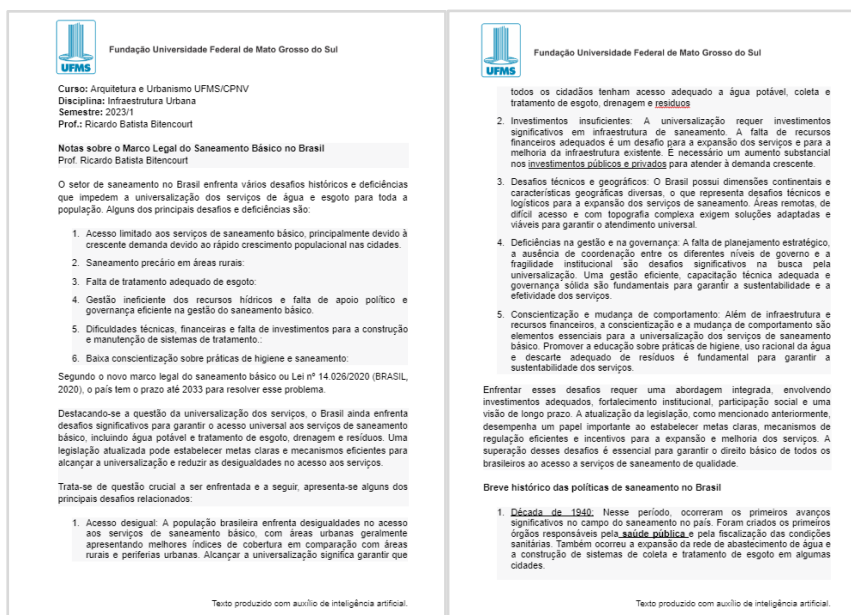 UFMS
Fundação Universidade Federal de Mato Grosso do Sul
Curso: Arquitetura e Urbanismo UFMS/CPNV
Disciplina: Infraestrutura Urbana
Semestre: 2023/1
Prof.: Ricardo Batista Bitencourt
Notas sobre o Marco Legal do Saneamento Básico no Brasil
Prof. Ricardo Batista Bitencourt
O setor de saneamento no Brasil enfrenta vários desafios históricos e deficiências
que impedem a universalização dos serviços de água e esgoto para toda a
população. Alguns dos principais desafios e deficiências são:
1. Acesso limitado aos serviços de saneamento básico, principalmente devido à
crescente demanda devido ao rápido crescimento populacional nas cidades.
2. Saneamento precário em áreas rurais:
3. Falta de tratamento adequado de esgoto:
4. Gestão ineficiente dos recursos hídricos e falta de apoio político e
governança eficiente na gestão do saneamento básico.
5. Dificuldades técnicas, financeiras e falta de investimentos para a construção
e manutenção de sistemas de tratamento.:
6. Baixa conscientização sobre práticas de higiene e saneamento:
Segundo o novo marco legal do saneamento básico ou Lei nº 14.026/2020 (BRASIL,
2020), o país tem o prazo até 2033 para resolver esse problema.
Destacando-se a questão da universalização dos serviços, o Brasil ainda enfrenta
desafios significativos para garantir o acesso universal aos serviços de saneamento
básico, incluindo água potável e tratamento de esgoto, drenagem e resíduos. Uma
legislação atualizada pode estabelecer metas claras e mecanismos eficientes para
alcançar a universalização e reduzir as desigualdades no acesso aos serviços.
Trata-se de questão crucial a ser enfrentada e a seguir, apresenta-se alguns dos
principais desafios relacionados:
1. Acesso desigual: A população brasileira enfrenta desigualdades no acesso
aos serviços de saneamento básico, com áreas urbanas geralmente
apresentando melhores índices de cobertura em comparação com áreas
rurais e periferias urbanas. Alcançar a universalização significa garantir que
Texto produzido com auxílio de inteligência artificial.
UFMS
Fundação Universidade Federal de Mato Grosso do Sul
todos os cidadãos tenham acesso adequado a água potável, coleta e
tratamento de esgoto, drenagem e residuos
2. Investimentos insuficientes: A universalização requer investimentos
significativos em infraestrutura de saneamento. A falta de recursos
financeiros adequados é um desafio para a expansão dos serviços e para a
melhoria da infraestrutura existente. É necessário um aumento substancial
nos investimentos públicos e privados para atender à demanda crescente.
3. Desafios técnicos e geográficos: O Brasil possui dimensões continentais e
características geográficas diversas, o que representa desafios técnicos e
logísticos para a expansão dos serviços de saneamento. Áreas remotas, de
difícil acesso e com topografia complexa exigem soluções adaptadas e
viáveis para garantir o atendimento universal.
4. Deficiências na gestão e na governança: A falta de planejamento estratégico,
a ausência de coordenação entre os diferentes níveis de governo e a
fragilidade institucional são desafios significativos na busca pela
universalização. Uma gestão eficiente, capacitação técnica adequada e
governança sólida são fundamentais para garantir a sustentabilidade e a
efetividade dos serviços.
5. Conscientização e mudança de comportamento: Além de infraestrutura e
recursos financeiros, a conscientização e a mudança de comportamento são
elementos essenciais para a universalização dos serviços de saneamento
básico. Promover a educação sobre práticas de higiene, uso racional da água
e descarte adequado de resíduos é fundamental para garantir a
sustentabilidade dos serviços.
Enfrentar esses desafios requer uma abordagem integrada, envolvendo
investimentos adequados, fortalecimento institucional, participação social e uma
visão de longo prazo. A atualização da legislação, como mencionado anteriormente,
desempenha um papel importante ao estabelecer metas claras, mecanismos de
regulação eficientes e incentivos para a expansão e melhoria dos serviços. A
superação desses desafios é essencial para garantir o direito básico de todos os
brasileiros ao acesso a serviços de saneamento de qualidade.
Breve histórico das políticas de saneamento no Brasil
1. Década de 1940: Nesse período, ocorreram os primeiros avanços
significativos no campo do saneamento no país. Foram criados os primeiros
órgãos responsáveis pela saúde pública e pela fiscalização das condições
sanitárias. Também ocorreu a expansão da rede de abastecimento de água e
a construção de sistemas de coleta e tratamento de esgoto em algumas
cidades.
Texto produzido com auxílio de inteligência artificial.